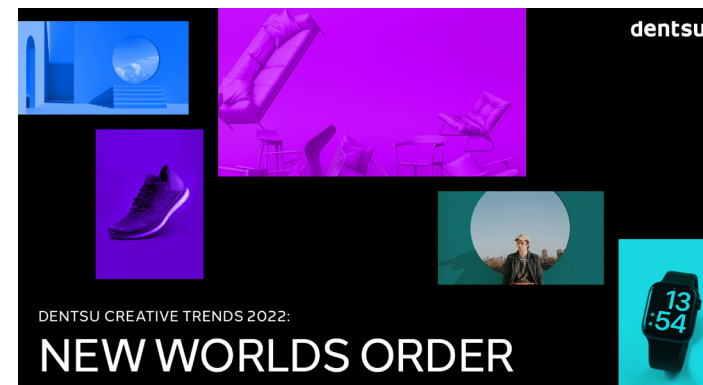 dentsu
13
:54
DENTSU CREATIVE TRENDS 2022:
NEW WORLDS ORDER